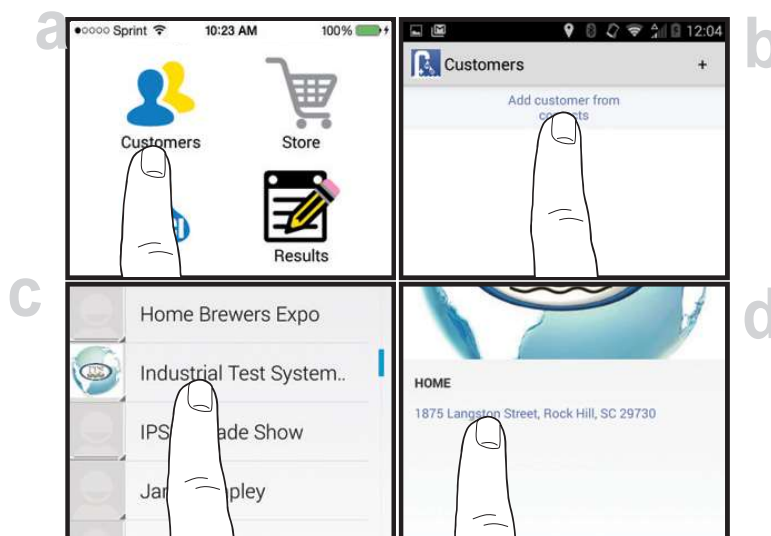 a
Sprint 10:23 AM 100%
Customers Store
Results
b
12:04
Customers +
Add customer from
c
Home Brewers Expo
Industrial Test System..
Show
d
HOME
1875 Langston Street, Rock Hill, SC 29730